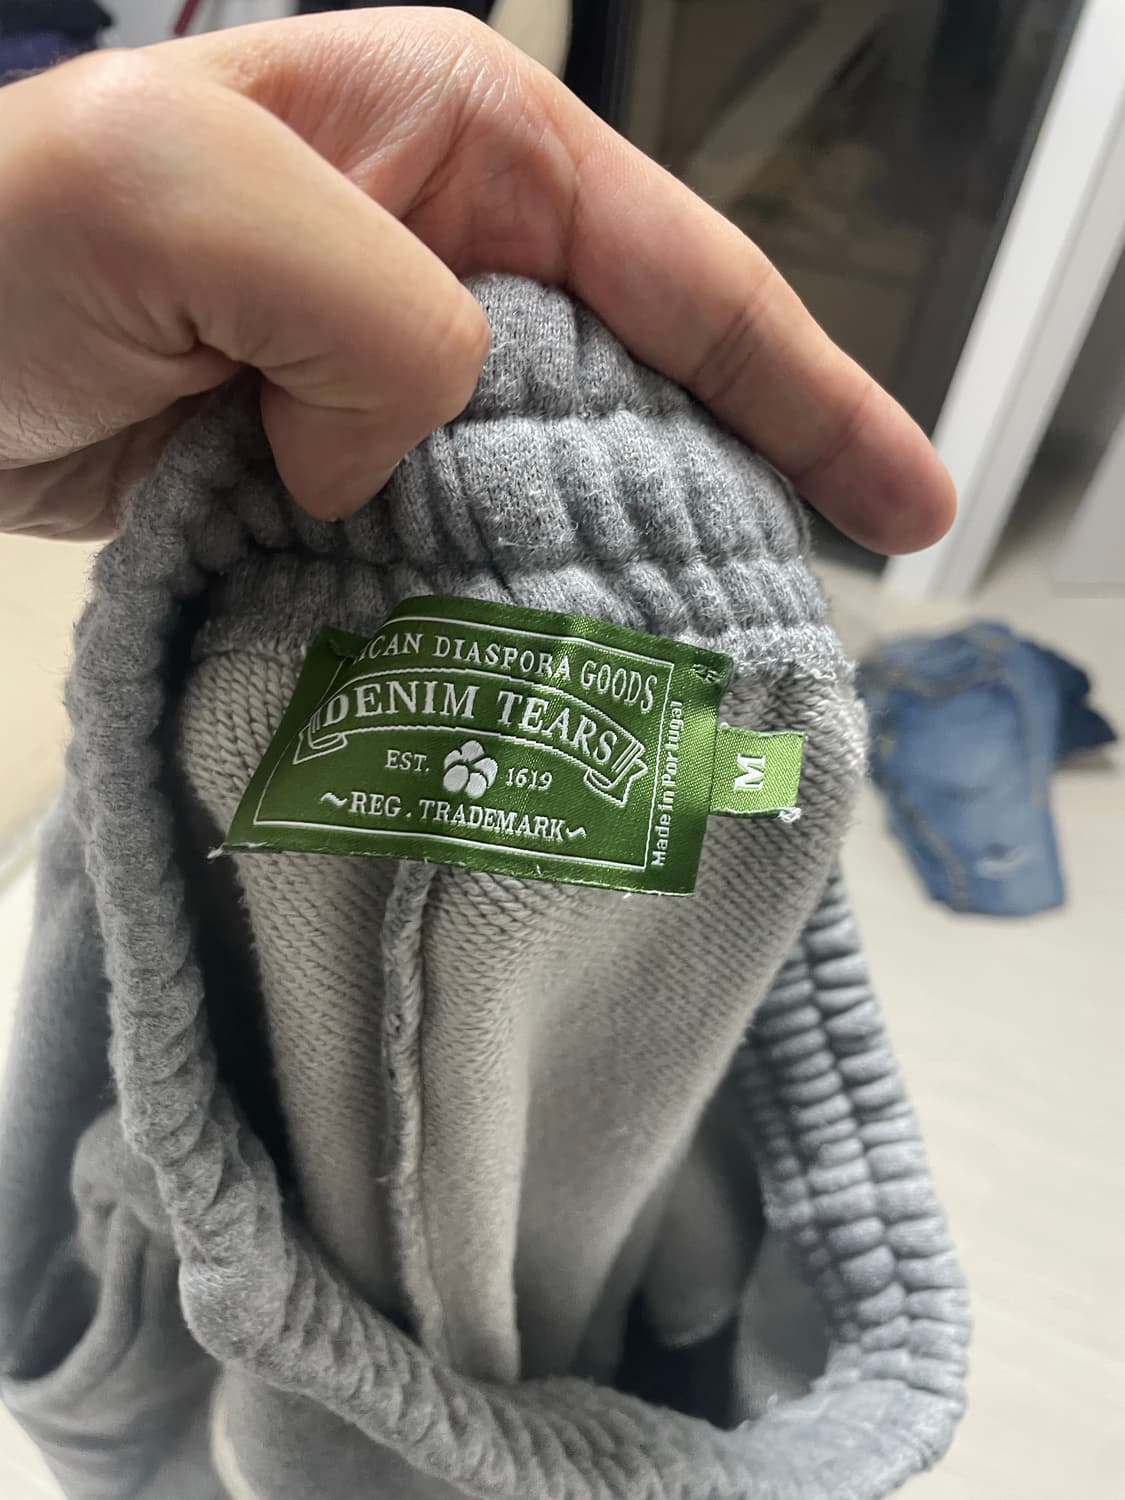 ICAN DIASPORA GOODS
DENIM TEARS
EST. 1619
~REG. TRADEMARK~
Made in Portugal
M